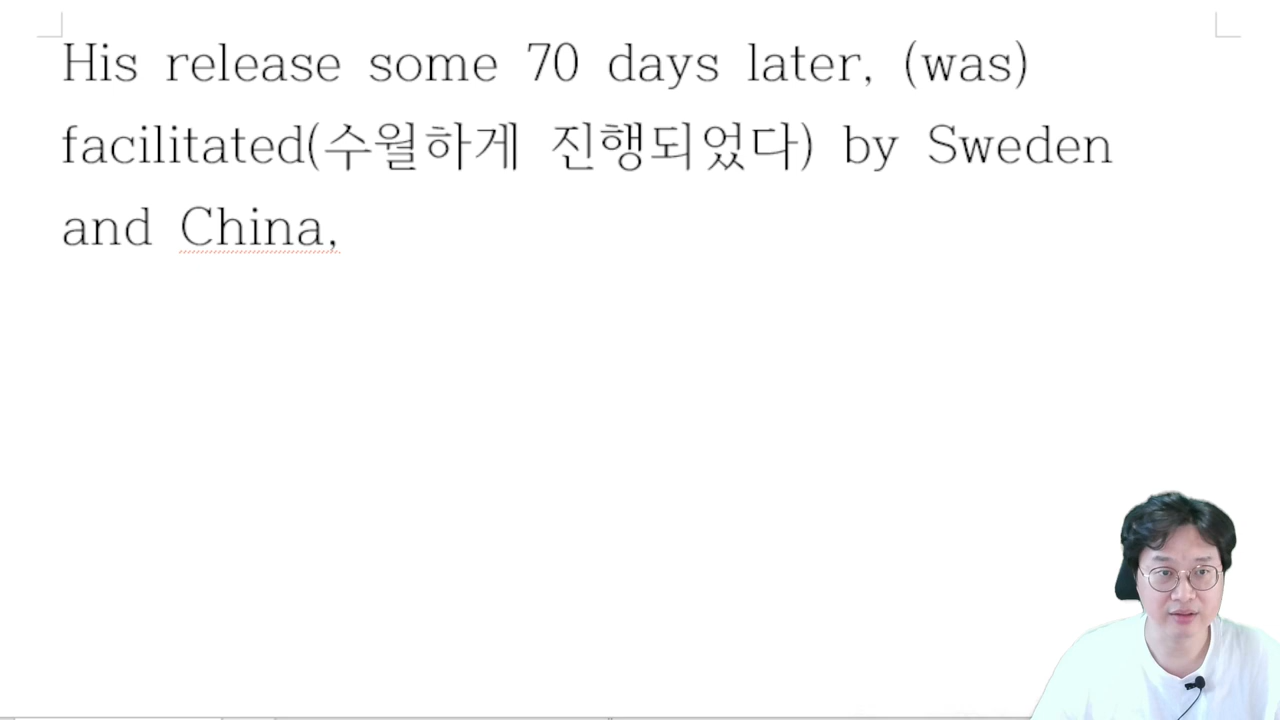 His release some 70 days later, (was)
facilitated(수월하게 진행되었다) by Sweden
and China,